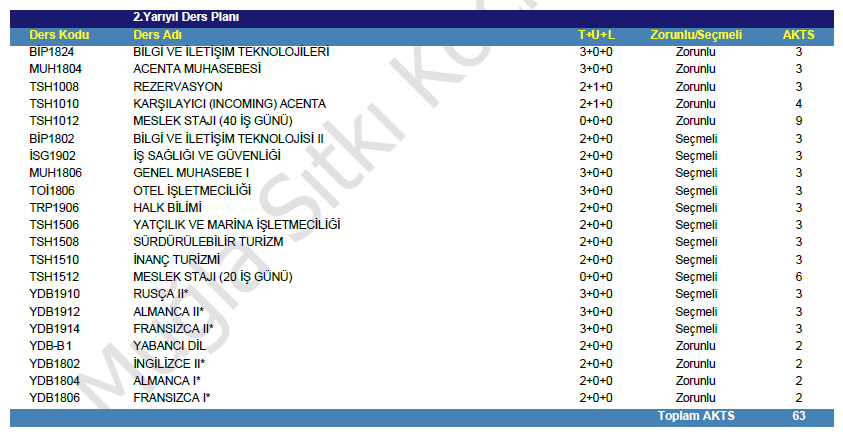 2.Yarıyıl Ders Planı
Ders Kodu Ders Adı T+U+L Zorunlu/Seçmeli AKTS
BİP1824 BİLGİ VE İLETİŞİM TEKNOLOJİLERİ 3+0+0 Zorunlu 3
MUH1804 ACENTA MUHASEBESİ 3+0+0 Zorunlu 3
TSH1008 REZERVASYON 2+1+0 Zorunlu 3
TSH1010 KARŞILAYICI (INCOMING) ACENTA 2+1+0 Zorunlu 4
TSH1012 MESLEK STAJI (40 İŞ GÜNÜ) 0+0+0 Zorunlu 9
BİP1802 BİLGİ VE İLETİŞİM TEKNOLOJİSİ II 2+0+0 Seçmeli 3
İSG1902 İŞ SAĞLIĞI VE GÜVENLİĞİ 2+0+0 Seçmeli 3
MUH1806 GENEL MUHASEBE I 3+0+0 Seçmeli 3
TOİ1806 OTEL İŞLETMECİLİĞİ 3+0+0 Seçmeli 3
TRP1906 HALK BİLİMİ 2+0+0 Seçmeli 3
TSH1506 YATÇILIK VE MARİNA İŞLETMECİLİĞİ 2+0+0 Seçmeli 3
TSH1508 SÜRDÜRÜLEBİLİR TURİZM 2+0+0 Seçmeli 3
TSH1510 İNANÇ TURİZMİ 2+0+0 Seçmeli 3
TSH1512 MESLEK STAJI (20 İŞ GÜNÜ) 0+0+0 Seçmeli 6
YDB1910 RUSÇA II* 3+0+0 Seçmeli 3
YDB1912 ALMANCA II* 3+0+0 Seçmeli 3
YDB1914 FRANSIZCA II* 3+0+0 Seçmeli 3
YDB-B1 YABANCI DİL 2+0+0 Zorunlu 2
YDB1802 İNGİLİZCE II* 2+0+0 Zorunlu 2
YDB1804 ALMANCA I* 2+0+0 Zorunlu 2
YDB1806 FRANSIZCA I* 2+0+0 Zorunlu 2
Toplam AKTS 63
Muğla Sıtkı